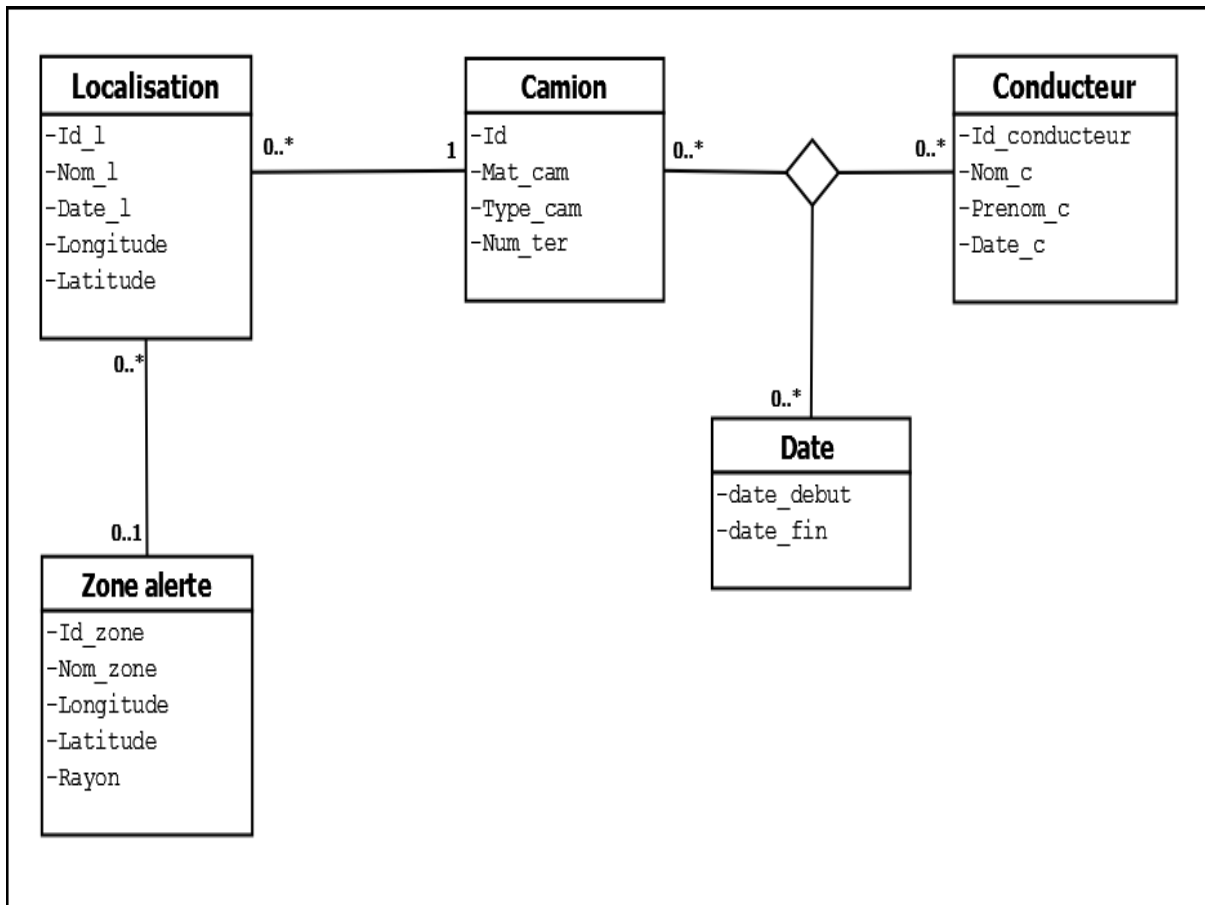 Localisation
-Id_l
-Nom_l
-Date_l
-Longitude
-Latitude
0..*
1
Camion
-Id
-Mat_cam
-Type_cam
-Num_ter
0..*
0..*
Conducteur
-Id_conducteur
-Nom_c
-Prenom_c
-Date_c
0..*
0..*
Date
-date_debut
-date_fin
0..1
Zone alerte
-Id_zone
-Nom_zone
-Longitude
-Latitude
-Rayon